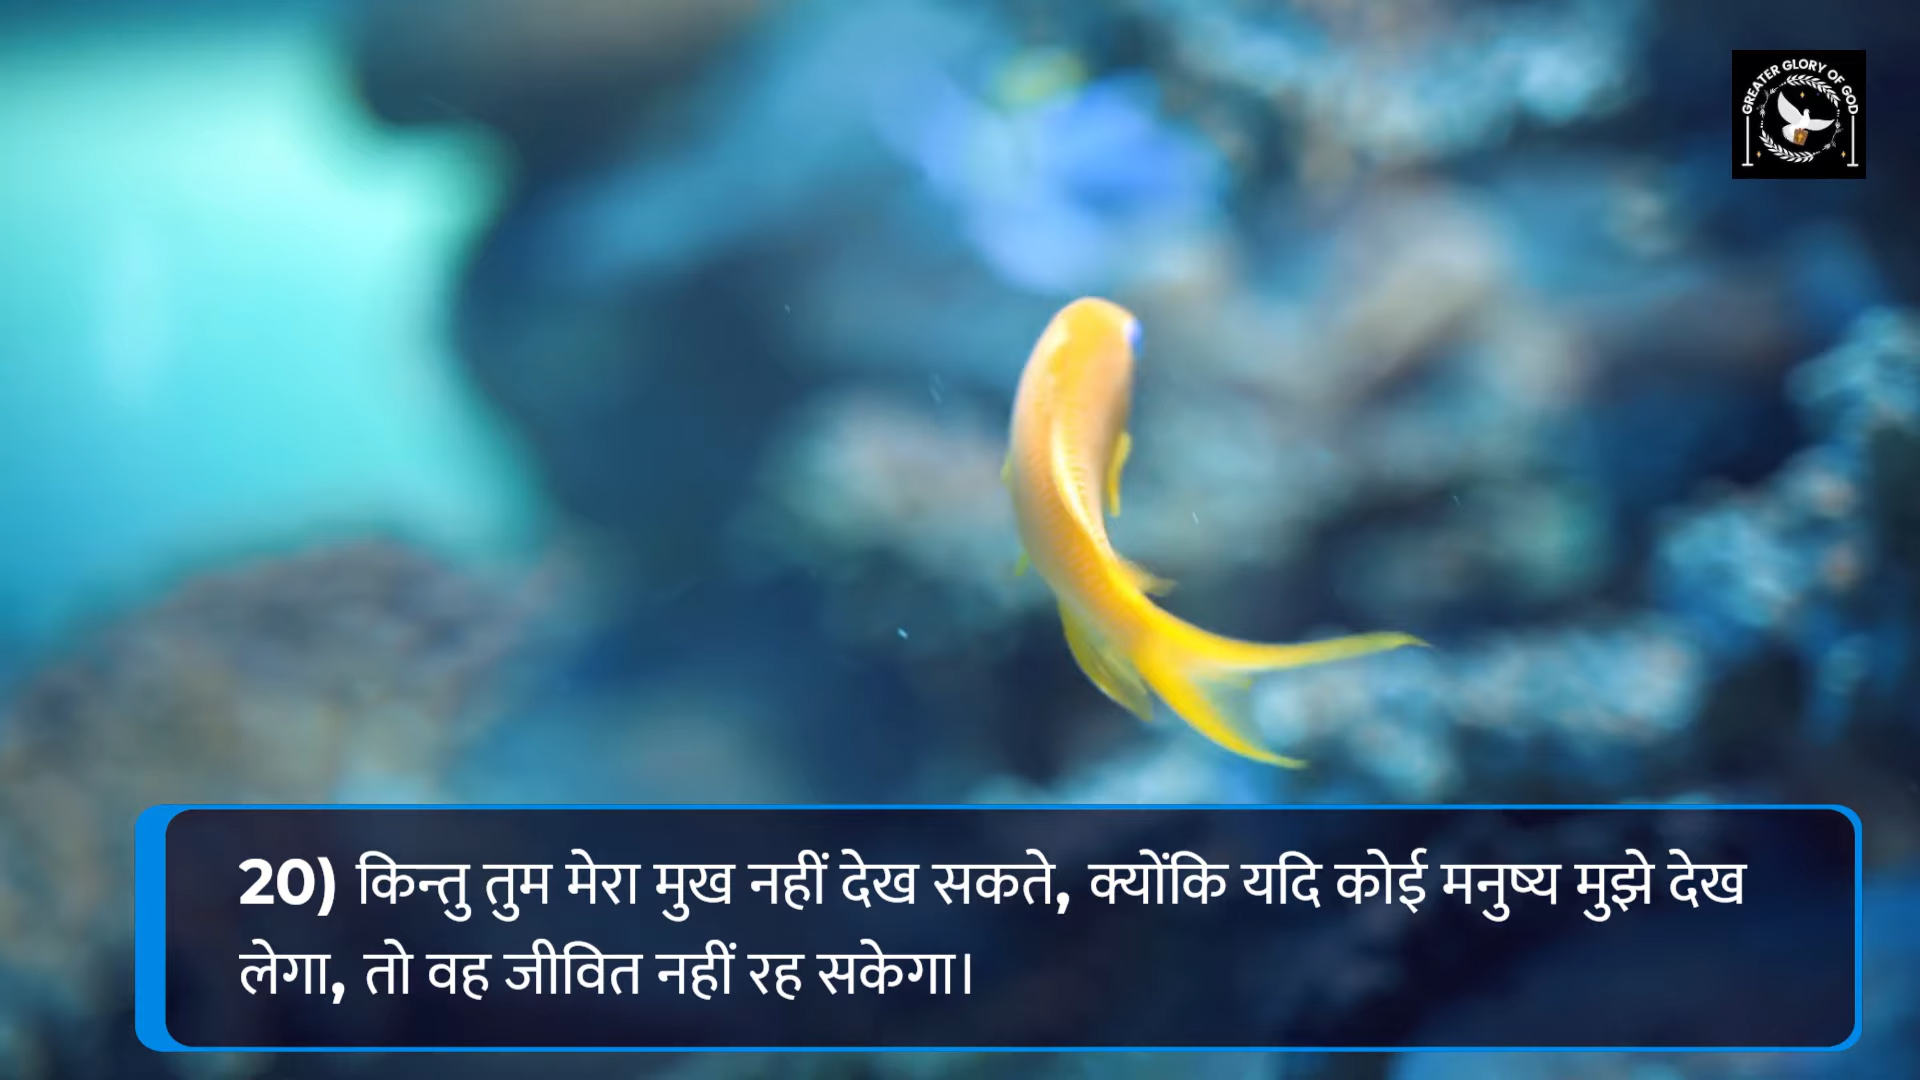 GREATER GLORY OF GOD
20) किन्तु तुम मेरा मुख नहीं देख सकते, क्योंकि यदि कोई मनुष्य मुझे देख
लेगा, तो वह जीवित नहीं रह सकेगा।